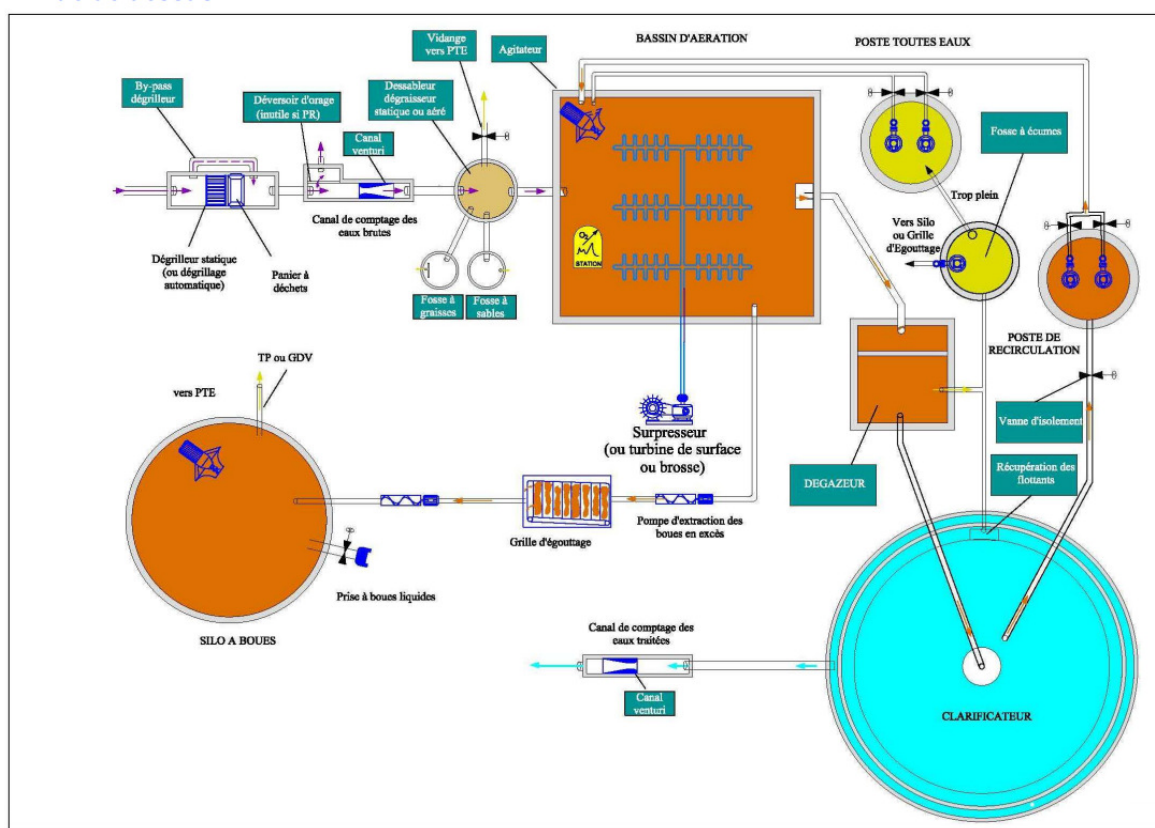 By-pass
dégrilleur
Déversoir d'orage
(inutile si PR)
Canal
venturi
Vidange
vers PTE
Dessableur
dégraisseur
statique ou aéré
Agitateur
BASSIN D'AERATION
POSTE TOUTES EAUX
Fosse à écumes
Trop plein
Vers Silo
ou Grille
d'Egouttage
Canal de comptage des
eaux brutes
Dégrilleur statique
(ou dégrillage
automatique)
Panier à
déchets
Fosse à
graisses
Fosse à
sables
O2
STATION
POSTE DE
RECIRCULATION
TP ou GDV
vers PTE
Surpresseur
(ou turbine de surface
ou brosse)
Vanne d'isolement
DEGAZEUR
Récupération des
flottants
Grille d'égouttage
Pompe d'extraction des
boues en excès
Prise à boues liquides
SILO A BOUES
Canal de comptage des
eaux traitées
Canal
venturi
CLARIFICATEUR